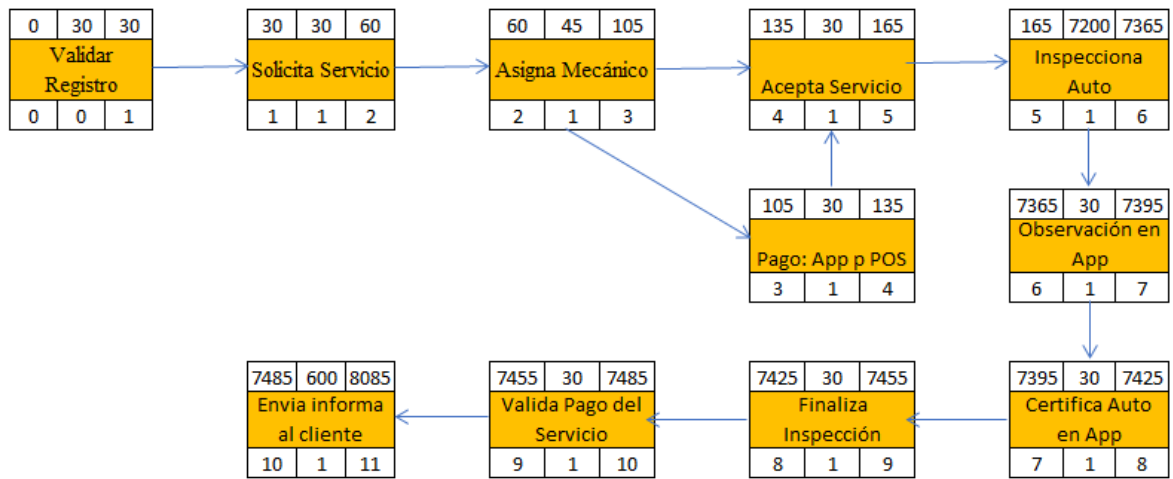 0 30 30
Validar
Registro
0 0 1
30 30 60
Solicita Servicio
1 1 2
60 45 105
Asigna Mecánico
2 1 3
135 30 165
Acepta Servicio
4 1 5
165 7200 7365
Inspecciona
Auto
5 1 6
105 30 135
Pago: App p POS
3 1 4
7365 30 7395
Observación en
App
6 1 7
7485 600 8085
Envia informa
al cliente
10 1 11
7455 30 7485
Valida Pago del
Servicio
9 1 10
7425 30 7455
Finaliza
Inspección
8 1 9
7395 30 7425
Certifica Auto
en App
7 1 8